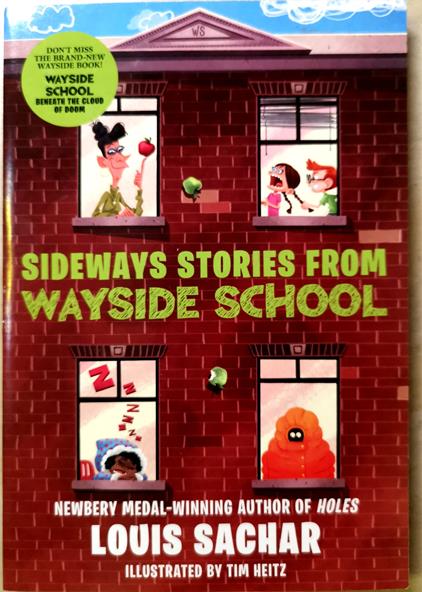 WS
DON'T MISS
THE BRAND-NEW
WAYSIDE BOOK!
WAYSIDE
SCHOOL
BENEATH THE CLOUD
OF DOOM
SIDEWAYS STORIES FROM
WAYSIDE SCHOOL
Z
Z
Z
Z
Z
Z
NEWBERY MEDAL-WINNING AUTHOR OF HOLES
LOUIS SACHAR
ILLUSTRATED BY TIM HEITZ